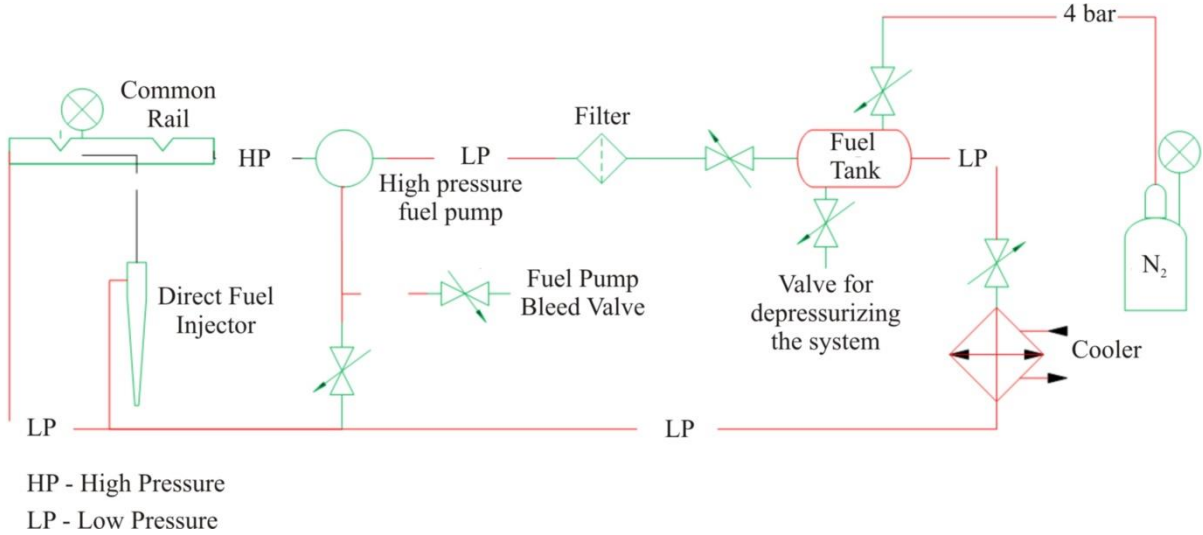 4 bar
Common
Rail
HP
LP
High pressure
fuel pump
Filter
Fuel
Tank
LP
N₂
Direct Fuel
Injector
Fuel Pump
Bleed Valve
Valve for
depressurizing
the system
Cooler
LP
LP
HP - High Pressure
LP - Low Pressure